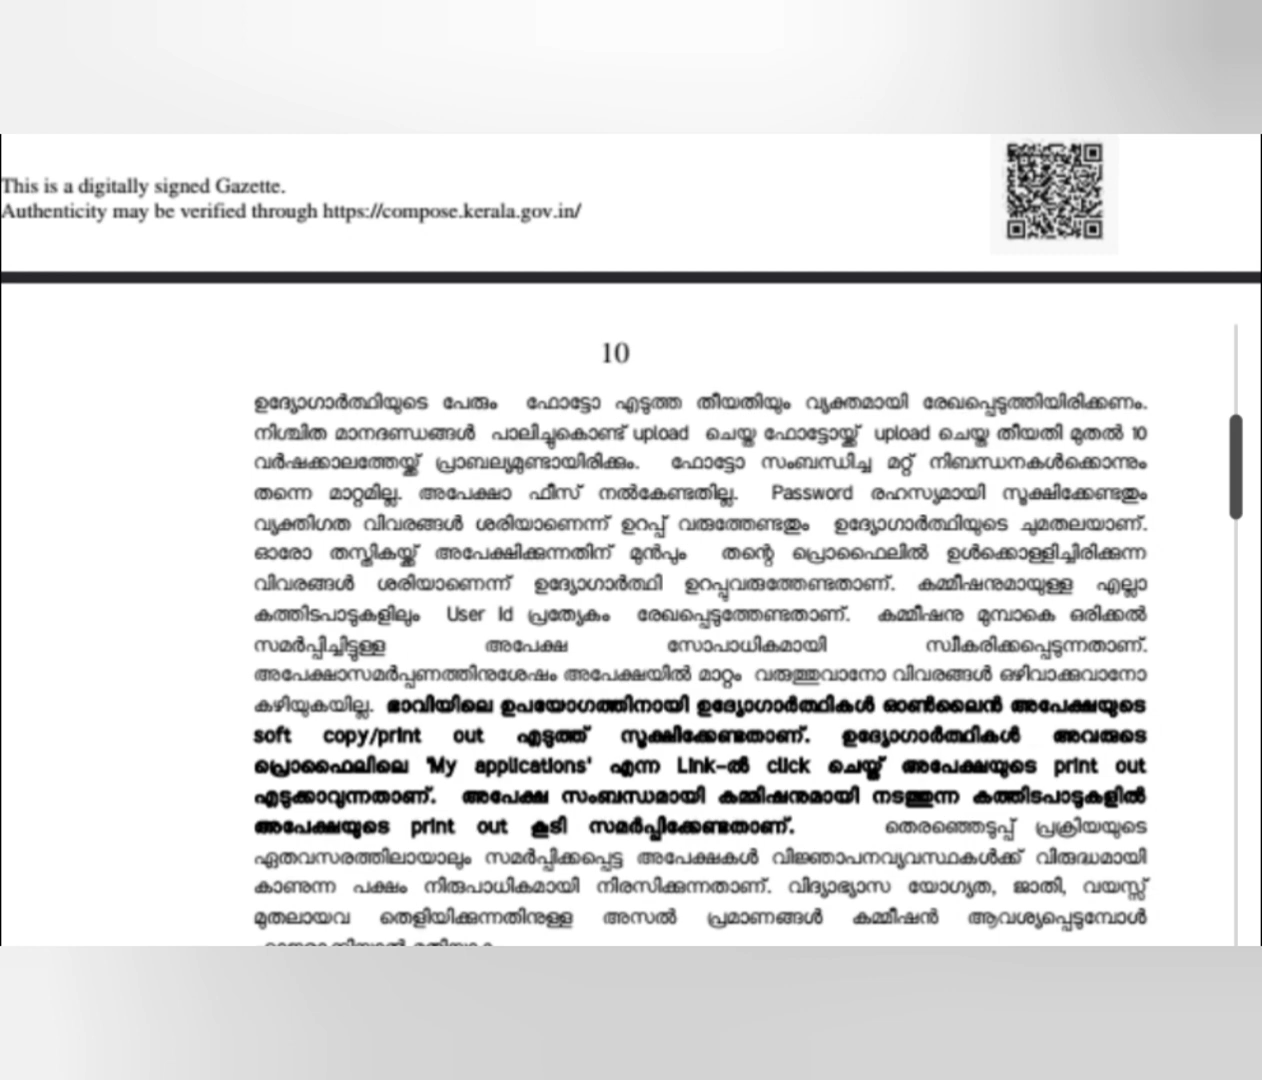 This is a digitally signed Gazette.
Authenticity may be verified through https://compose.kerala.gov.in/
10
ഉദ്യോഗാർത്ഥിയുടെ പേരും ഫോട്ടോ എടുത്ത തീയതിയും വ്യക്തമായി രേഖപ്പെടുത്തിയിരിക്കണം.
നിശ്ചിത മാനദണ്ഡങ്ങൾ പാലിച്ചുകൊണ്ട് upload ചെയ്ത ഫോട്ടോയ്ക്ക് upload ചെയ്ത തീയതി മുതൽ 10
വർഷക്കാലത്തേയ്ക്ക് പ്രാബല്യമുണ്ടായിരിക്കും. ഫോട്ടോ സംബന്ധിച്ച മറ്റ് നിബന്ധനകൾക്കൊന്നും
തന്നെ മാറ്റമില്ല. അപേക്ഷാ ഫീസ് നൽകേണ്ടതില്ല. Password രഹസ്യമായി സൂക്ഷിക്കേണ്ടതും
വ്യക്തിഗത വിവരങ്ങൾ ശരിയാണെന്ന് ഉറപ്പ് വരുത്തേണ്ടതും ഉദ്യോഗാർത്ഥിയുടെ ചുമതലയാണ്.
ഓരോ തസ്തികയ്ക്ക് അപേക്ഷിക്കുന്നതിന് മുൻപും തന്റെ പ്രൊഫൈലിൽ ഉൾക്കൊള്ളിച്ചിരിക്കുന്ന
വിവരങ്ങൾ ശരിയാണെന്ന് ഉദ്യോഗാർത്ഥി ഉറപ്പുവരുത്തേണ്ടതാണ്. കമ്മീഷനുമായുള്ള എല്ലാ
കത്തിടപാടുകളിലും User Id പ്രത്യേകം രേഖപ്പെടുത്തേണ്ടതാണ്. കമ്മീഷനു മുമ്പാകെ ഒരിക്കൽ
സമർപ്പിച്ചിട്ടുള്ള അപേക്ഷ സോപാധികമായി സ്വീകരിക്കപ്പെടുന്നതാണ്.
അപേക്ഷാസമർപ്പണത്തിനുശേഷം അപേക്ഷയിൽ മാറ്റം വരുത്തുവാനോ വിവരങ്ങൾ ഒഴിവാക്കുവാനോ
കഴിയുകയില്ല. ഭാവിയിലെ ഉപയോഗത്തിനായി ഉദ്യോഗാർത്ഥികൾ ഓൺലൈൻ അപേക്ഷയുടെ
soft copy/print out എടുത്ത് സൂക്ഷിക്കേണ്ടതാണ്. ഉദ്യോഗാർത്ഥികൾ അവരുടെ
പ്രൊഫൈലിലെ 'My applications' എന്ന Link-ൽ click ചെയ്ത് അപേക്ഷയുടെ print out
എടുക്കാവുന്നതാണ്. അപേക്ഷ സംബന്ധമായി കമ്മിഷനുമായി നടത്തുന്ന കത്തിടപാടുകളിൽ
അപേക്ഷയുടെ print out കൂടി സമർപ്പിക്കേണ്ടതാണ്. തെരഞ്ഞെടുപ്പ് പ്രക്രിയയുടെ
ഏതവസരത്തിലായാലും സമർപ്പിക്കപ്പെട്ട അപേക്ഷകൾ വിജ്ഞാപനവ്യവസ്ഥകൾക്ക് വിരുദ്ധമായി
കാണുന്ന പക്ഷം നിരുപാധികമായി നിരസിക്കുന്നതാണ്. വിദ്യാഭ്യാസ യോഗ്യത, ജാതി, വയസ്സ്
മുതലായവ തെളിയിക്കുന്നതിനുള്ള അസൽ പ്രമാണങ്ങൾ കമ്മീഷൻ ആവശ്യപ്പെടുമ്പോൾ